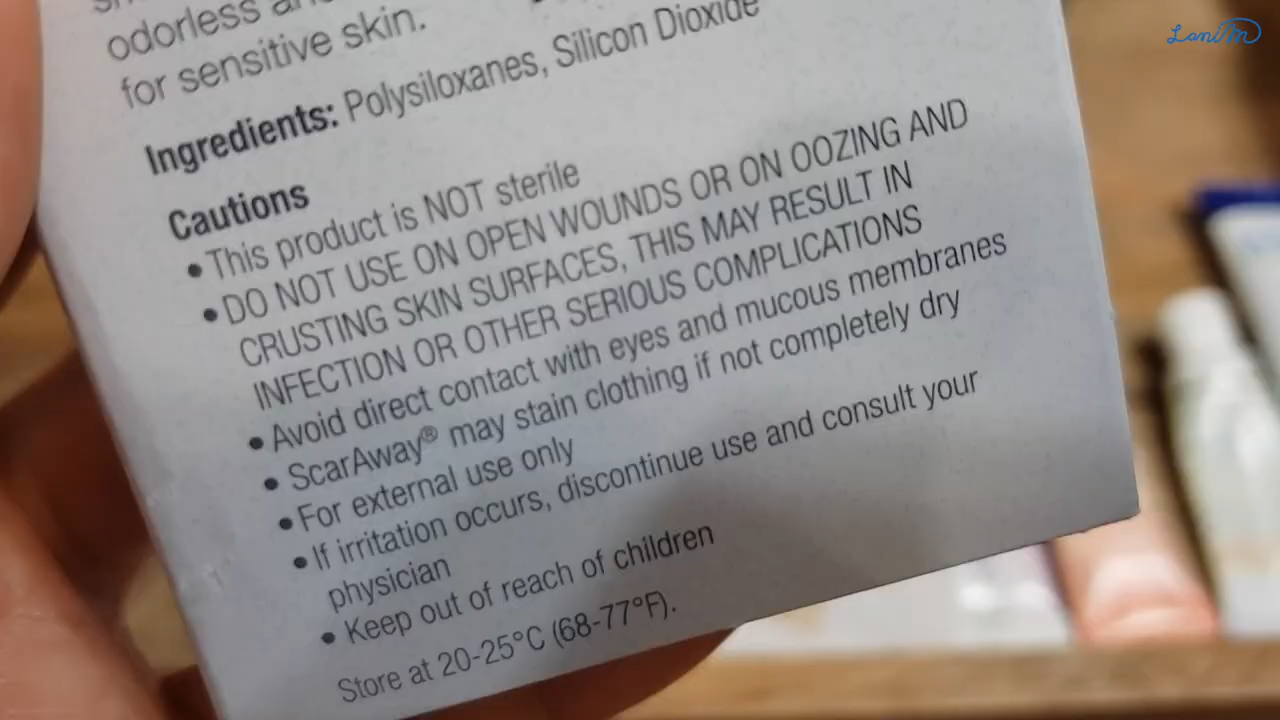 odorless
for sensitive skin.
Ingredients: Polysiloxanes, Silicon Dioxide
Cautions
• This product is NOT sterile
• DO NOT USE ON OPEN WOUNDS OR ON OOZING AND
CRUSTING SKIN SURFACES, THIS MAY RESULT IN
INFECTION OR OTHER SERIOUS COMPLICATIONS
• Avoid direct contact with eyes and mucous membranes
• ScarAway® may stain clothing if not completely dry
• For external use only
• If irritation occurs, discontinue use and consult your
physician
• Keep out of reach of children
Store at 20-25°C (68-77°F).
LaniM